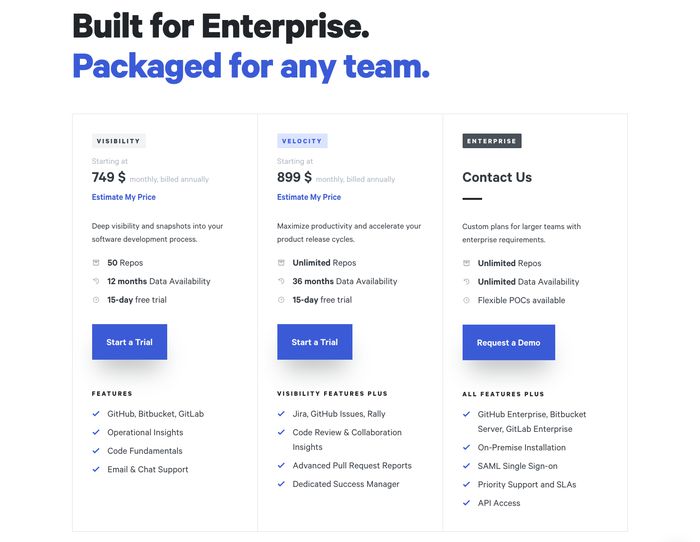 Built for Enterprise.
Packaged for any team.
VISIBILITY
Starting at
749 $ monthly, billed annually
Estimate My Price
Deep visibility and snapshots into your
software development process.
50 Repos
12 months Data Availability
15-day free trial
Start a Trial
FEATURES
GitHub, Bitbucket, GitLab
Operational Insights
Code Fundamentals
Email & Chat Support
VELOCITY
Starting at
899 $ monthly, billed annually
Estimate My Price
Maximize productivity and accelerate your
product release cycles.
Unlimited Repos
36 months Data Availability
15-day free trial
Start a Trial
VISIBILITY FEATURES PLUS
Jira, GitHub Issues, Rally
Code Review & Collaboration
Insights
Advanced Pull Request Reports
Dedicated Success Manager
ENTERPRISE
Contact Us
Custom plans for larger teams with
enterprise requirements.
Unlimited Repos
Unlimited Data Availability
Flexible POCs available
Request a Demo
ALL FEATURES PLUS
GitHub Enterprise, Bitbucket
Server, GitLab Enterprise
On-Premise Installation
SAML Single Sign-on
Priority Support and SLAs
API Access